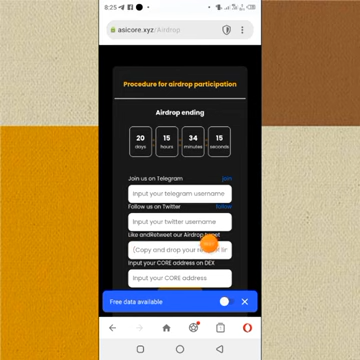 8:25
asicore.xyz/Airdrop
Procedure for airdrop participation
Airdrop ending
20 15 34 15
days hours minutes seconds
Join us on Telegram join
Input your telegram username
Follow us on Twitter follow
Input your twitter username
Like and Retweet our Airdrop tweet
(Copy and drop your
Input your CORE address on DEX
Input your CORE address
Free data available